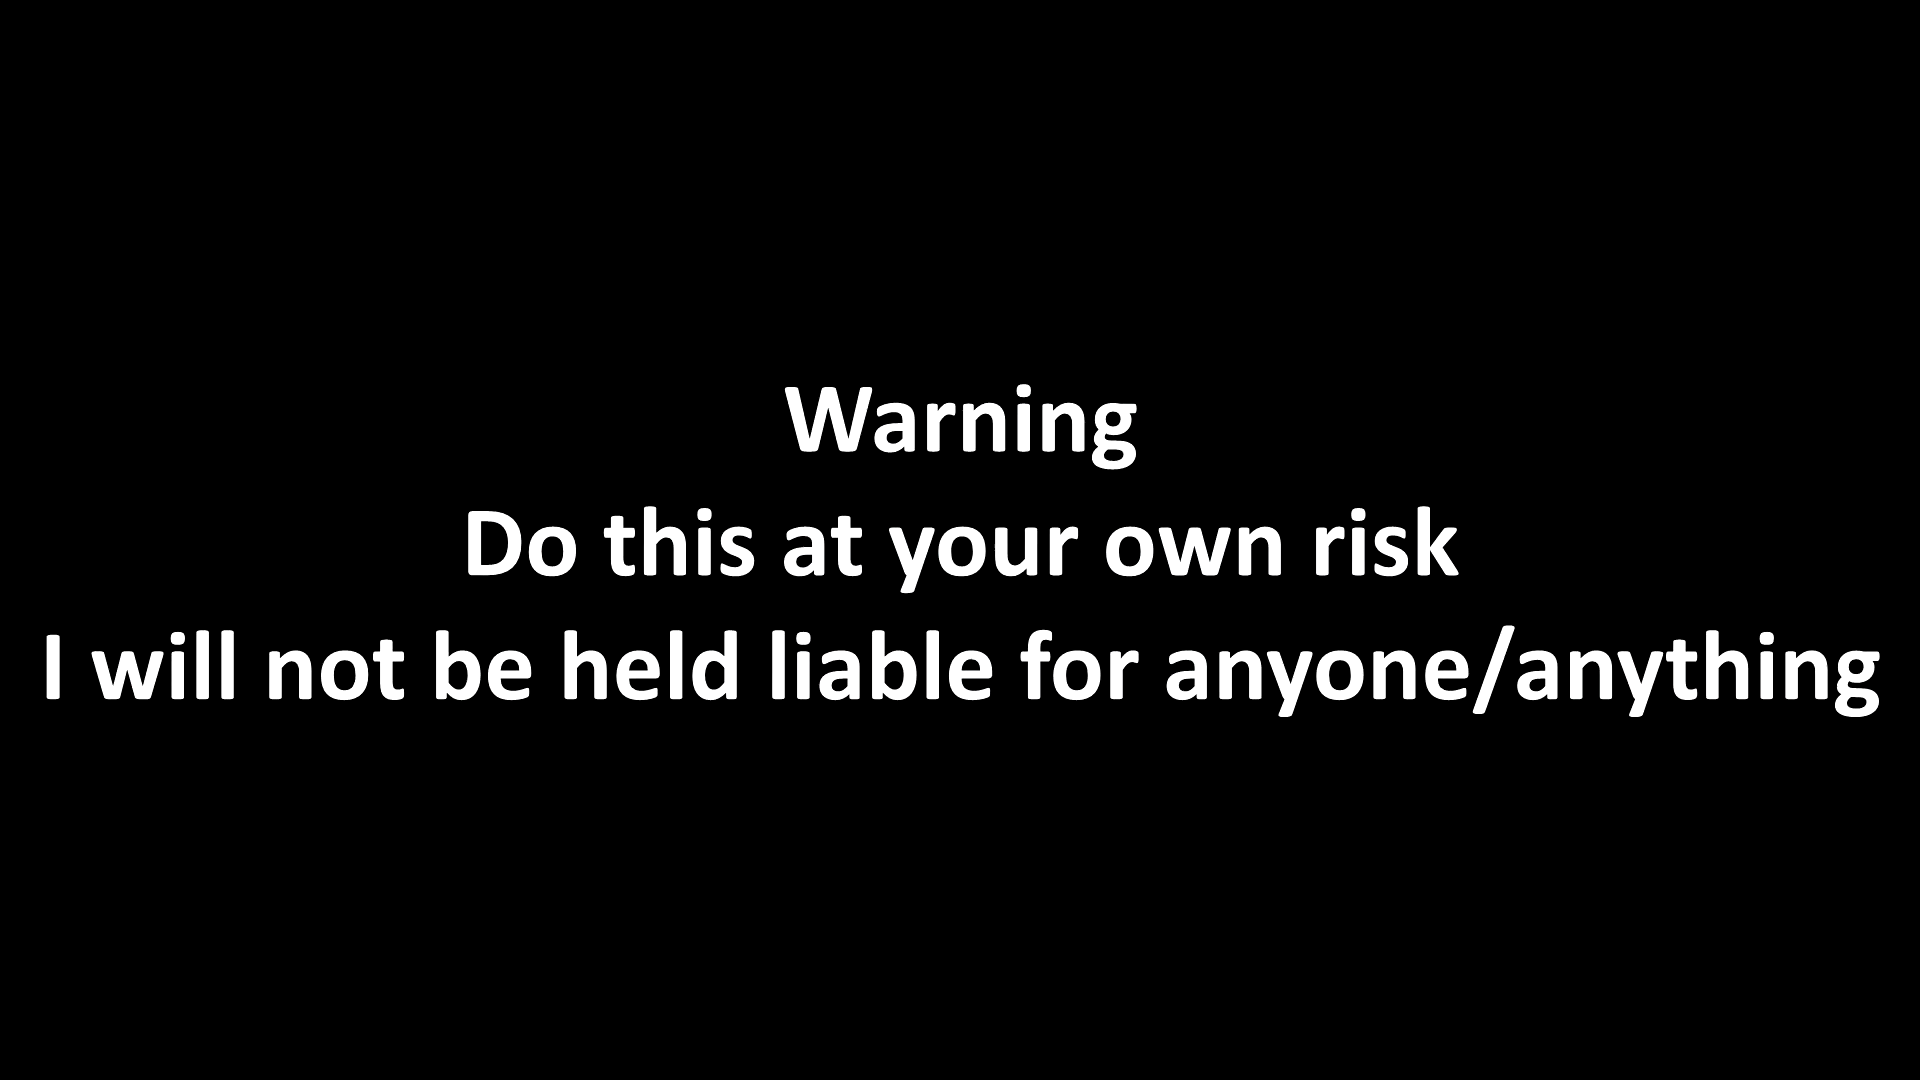 Warning
Do this at your own risk
I will not be held liable for anyone/anything